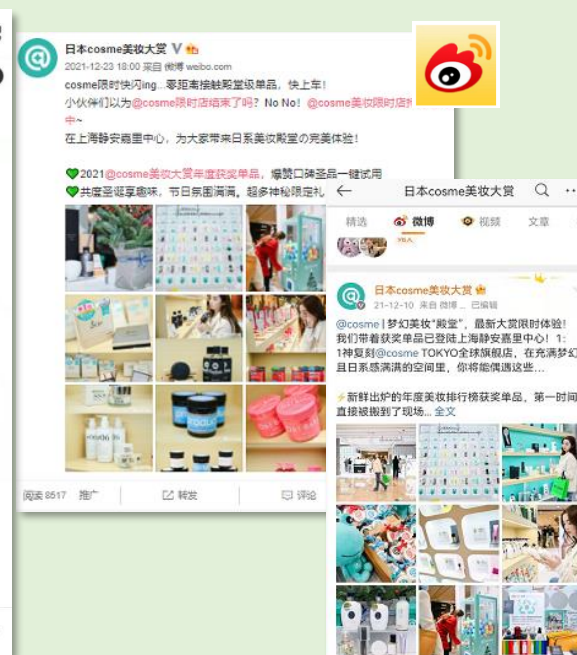 日本cosme美妆大赏
2021-12-23 18:00 来自 微博 weibo.com
cosme限时快闪ing...零距离接触殿堂级单品，快上车！
小伙伴们以为@cosme限时店结束了吗？No No！@cosme美妆限时店
中~
在上海静安嘉里中心，为大家带来日系美妆殿堂の完美体验！
💚2021@cosme美妆大赏年度获奖单品，爆赞口碑圣品一键试用
💚共度圣诞享趣味，节日氛围满满。超多神秘限定礼
阅读 8517 推广 转发 评论
日本cosme美妆大赏
精选 微博 视频 文章
日本cosme美妆大赏
21-12-10 来自 微博 已编辑
@cosme | 梦幻美妆“殿堂”，最新大赏限时体验！
我们带着获奖单品已登陆上海静安嘉里中心！1:
1神复刻@cosme TOKYO全球旗舰店，在充满梦幻
且日系感满满的空间里，你将能偶遇这些...
⚡新鲜出炉的年度美妆排行榜获奖单品，第一时间
直接被搬到了现场... 全文